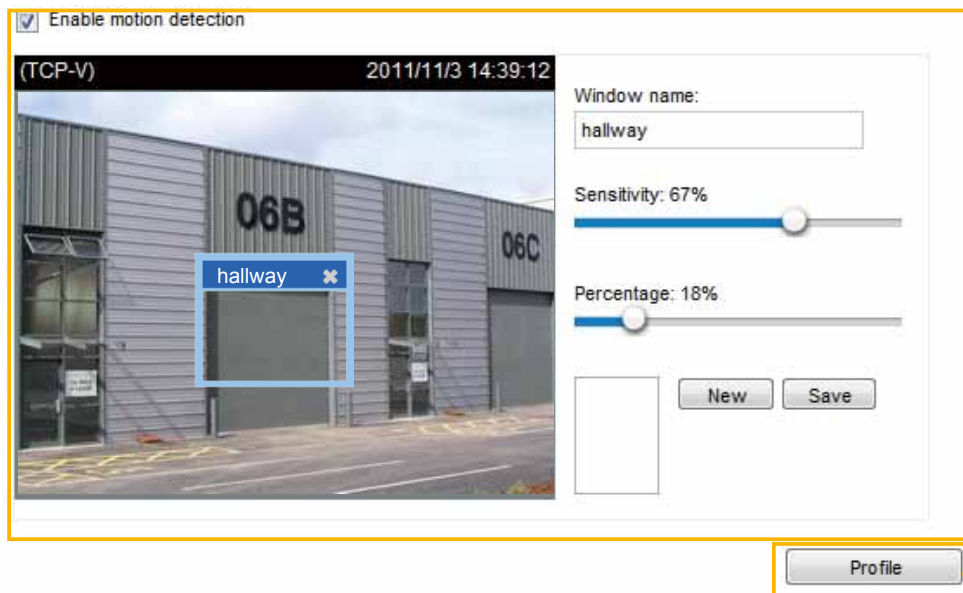 Enable motion detection
(TCP-V) 2011/11/3 14:39:12
Window name:
hallway
Sensitivity: 67%
06B
06C
hallway
Percentage: 18%
New Save
Profile